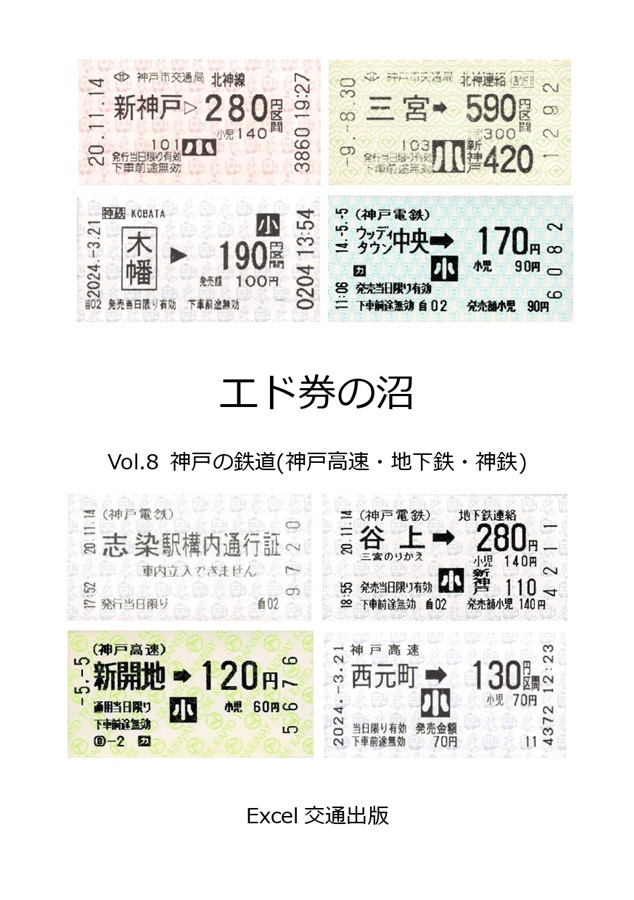 神戸市交通局 北神線
新神戸▷280円区間
小児140
101 小
発行当日限り有効
下車前途無効
20.11.14
3860 19:27
神戸市交通局 北神連絡
三宮➡590円区間
小児300
103 小 新神戸420
発行当日限り有効
下車前途無効
-9.-8.30
1292
神鉄 KOBATA 小
木幡▶190円区間
発売額 100円
自02 発売当日限り有効 下車前途無効
2024.-3.21
0204 13:54
(神戸電鉄)
ウッディタウン中央➡170円
カ 小 小児 90円
発売当日限り有効
下車前途無効 自02 発売額小児 90円
14.-5.-5
11:06
6082
エド券の沼
Vol.8 神戸の鉄道(神戸高速・地下鉄・神鉄)
(神戸電鉄)
志染駅構内通行証
車内立入できません
発行当日限り 自02
20.11.14
17:52
9720
(神戸電鉄) 地下鉄連絡
谷上➡280円
三宮のりかえ 小児 140円
発売当日限り有効 小 新神戸 110
下車前途無効 自02 発売額小児 140円
20.11.14
18:55
4211
(神戸高速)
新開地➡120円
通用当日限り 小 小児 60円
下車前途無効
Ⓑ-2 カ
-5.-5
5676
神戸高速
西元町➡130円区間
小 小児 70円
当日限り有効 発売金額
下車前途無効 70円 11
2024.-3.21
4372 12:23
Excel 交通出版